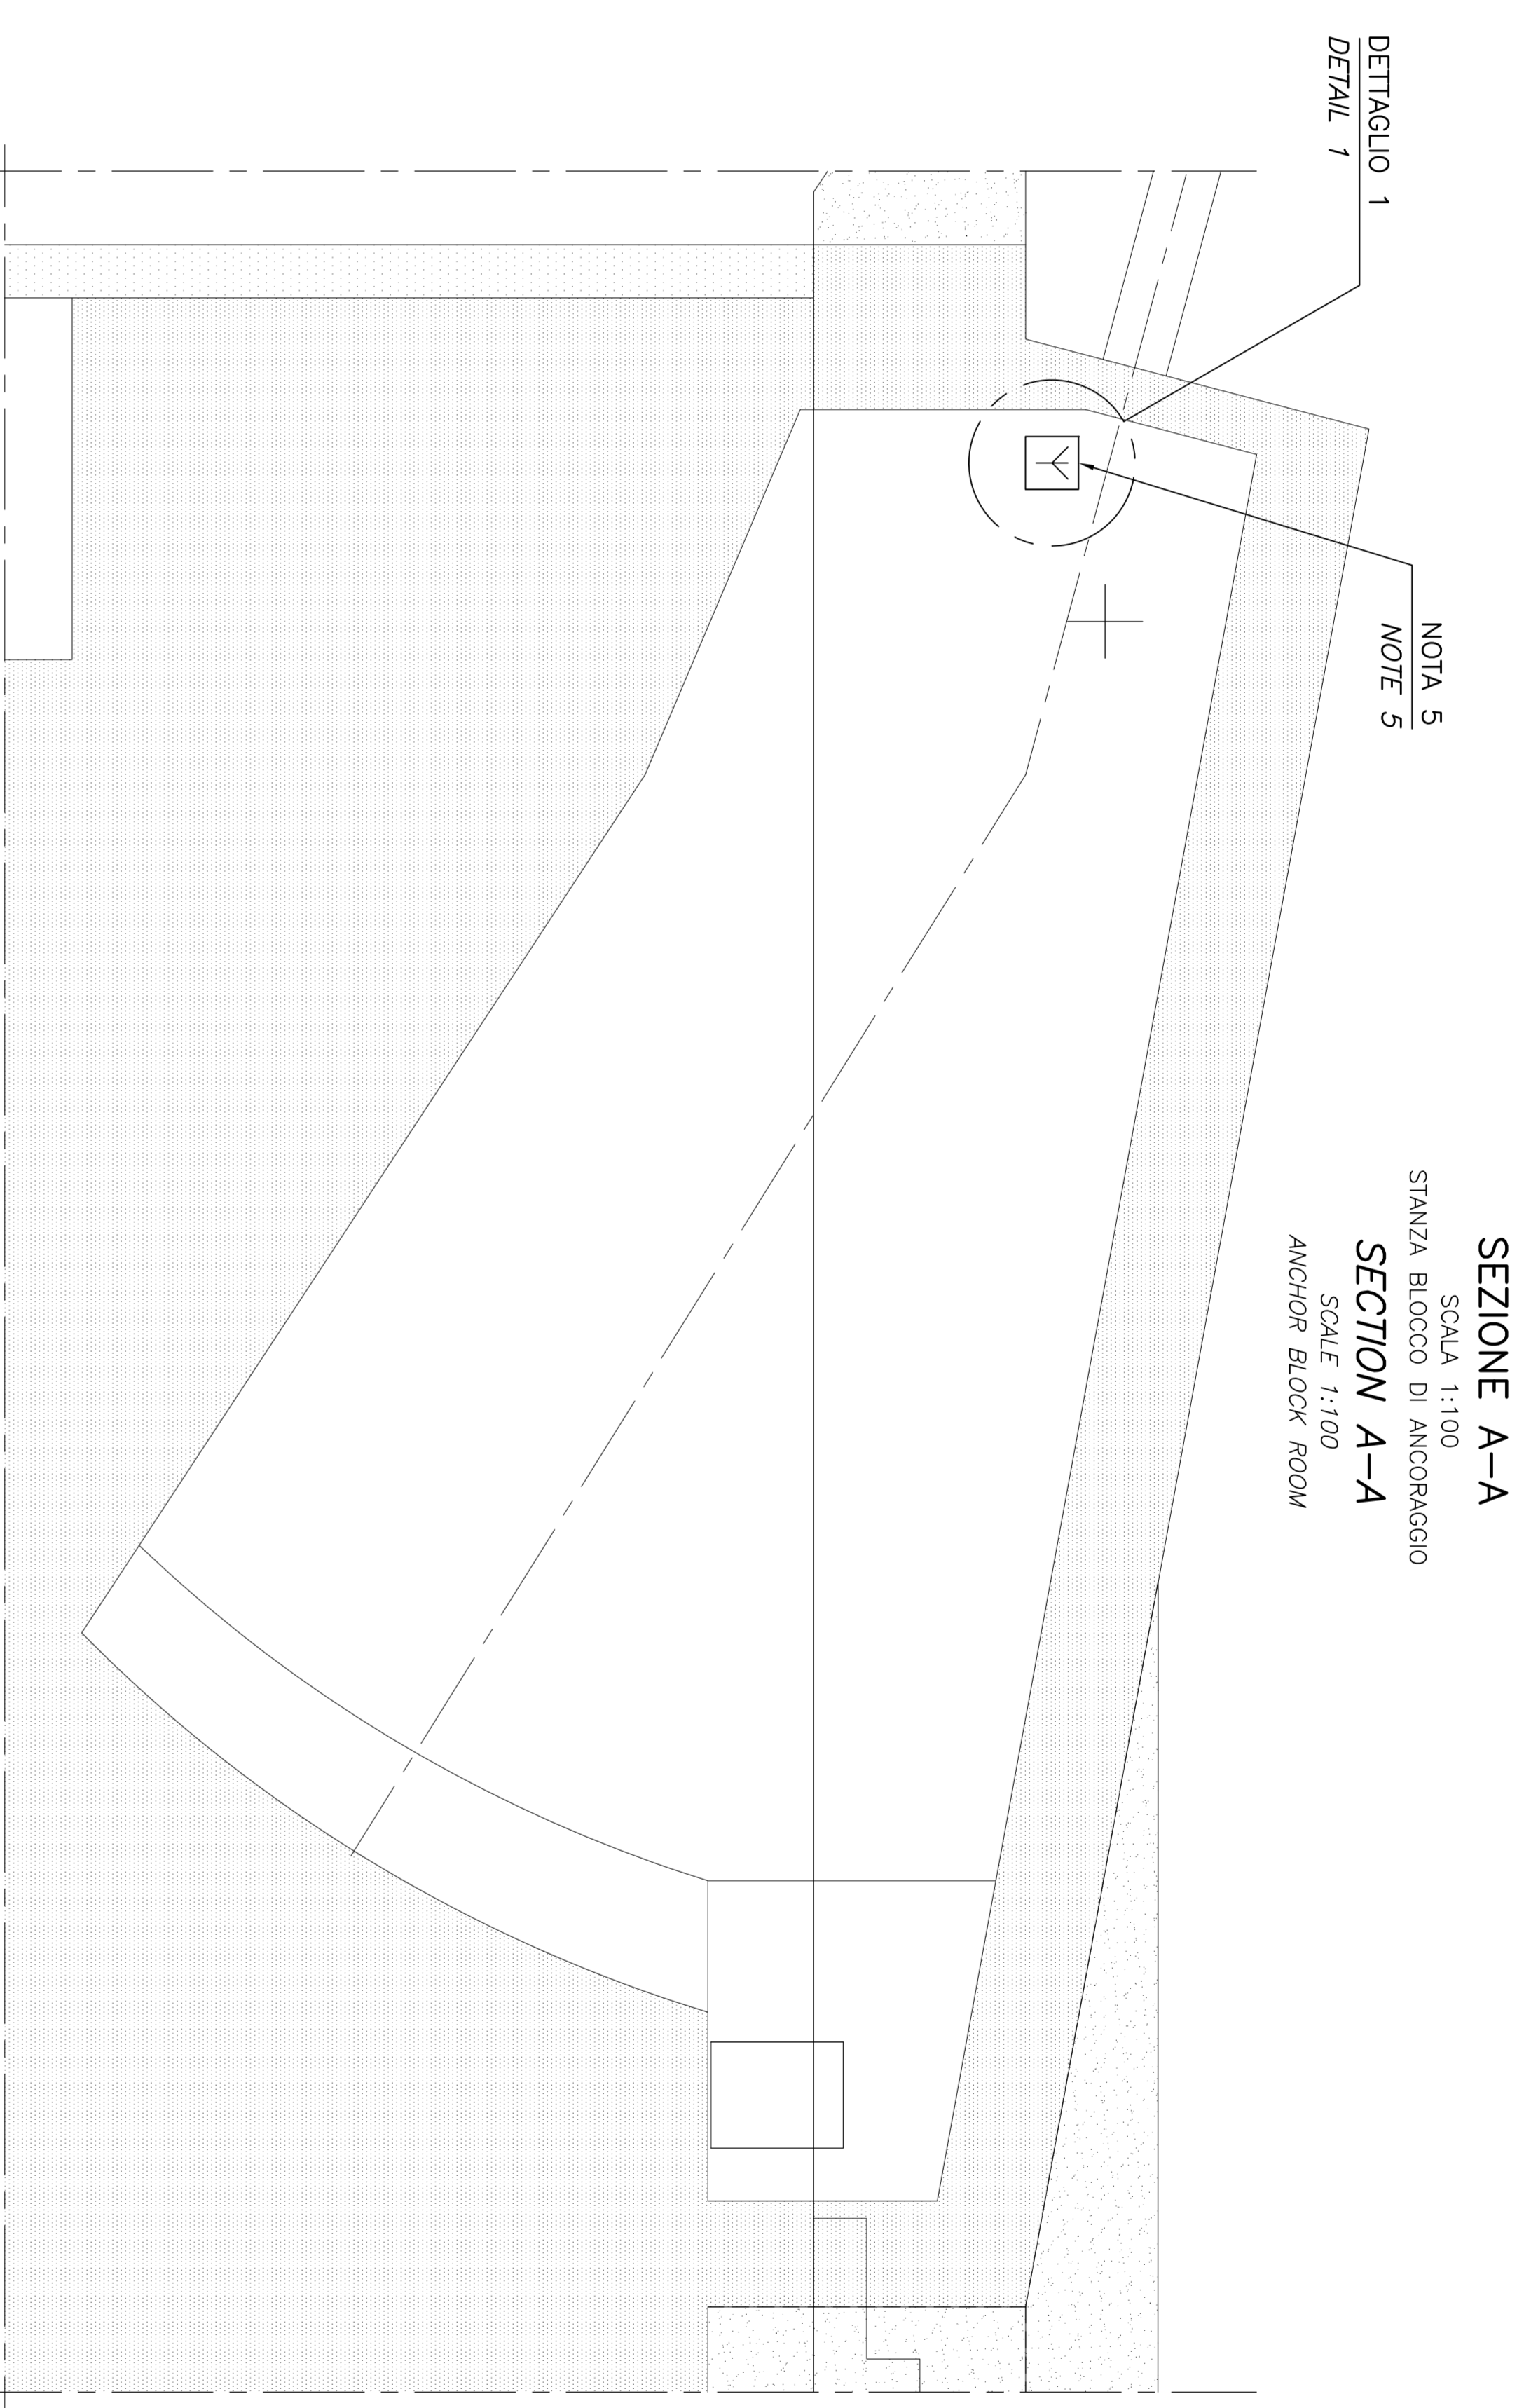 DETTAGLIO 1
DETAIL 1
NOTA 5
NOTE 5
SEZIONE A-A
SCALA 1:100
STANZA BLOCCO DI ANCORAGGIO
SECTION A-A
SCALE 1:100
ANCHOR BLOCK ROOM